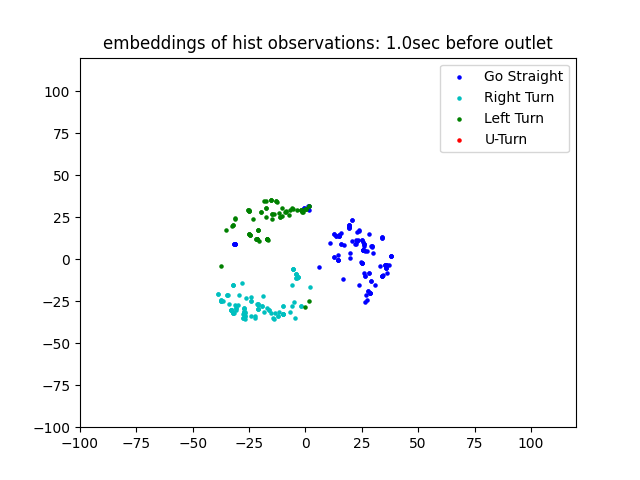 embeddings of hist observations: 1.0sec before outlet
Go Straight
Right Turn
Left Turn
U-Turn
100
75
50
25
0
−25
−50
−75
−100
−100 −75 −50 −25 0 25 50 75 100